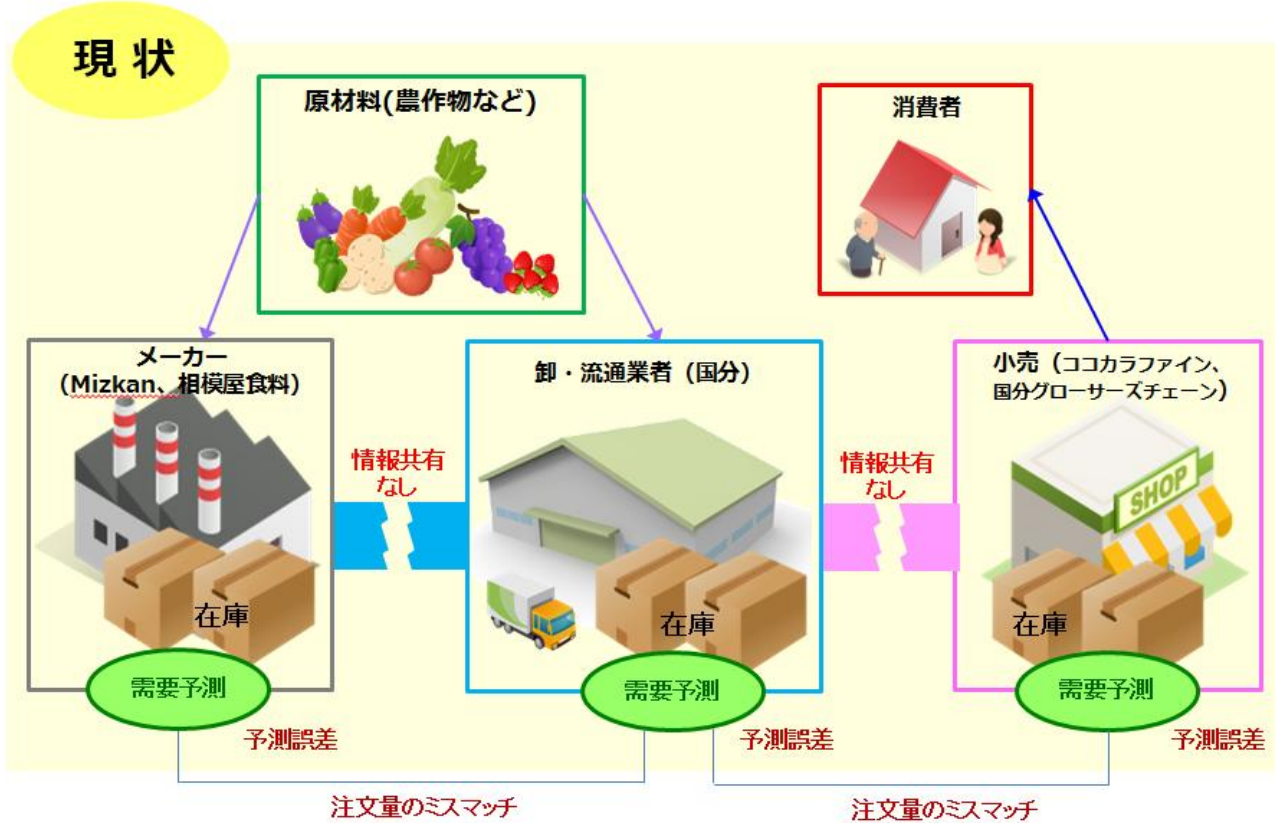 現 状
原材料(農作物など)
消費者
メーカー
（Mizkan、相模屋食料）
卸・流通業者（国分）
小売（ココカラファイン、
国分グローサーズチェーン）
情報共有
なし
情報共有
なし
SHOP
在庫
在庫
在庫
需要予測
需要予測
需要予測
予測誤差
予測誤差
予測誤差
注文量のミスマッチ
注文量のミスマッチ